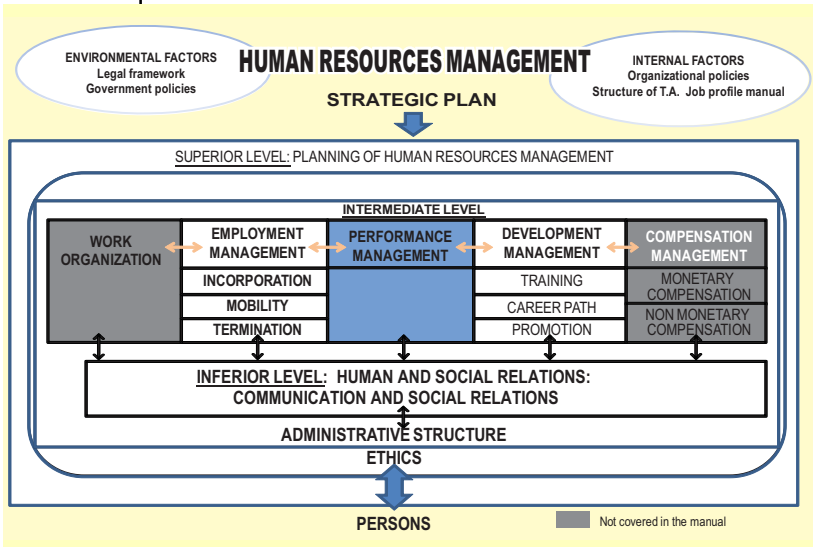 HUMAN RESOURCES MANAGEMENT
ENVIRONMENTAL FACTORS
Legal framework
Government policies
INTERNAL FACTORS
Organizational policies
Structure of T.A. Job profile manual
STRATEGIC PLAN
SUPERIOR LEVEL: PLANNING OF HUMAN RESOURCES MANAGEMENT
INTERMEDIATE LEVEL
WORK
ORGANIZATION
EMPLOYMENT
MANAGEMENT
INCORPORATION
MOBILITY
TERMINATION
PERFORMANCE
MANAGEMENT
DEVELOPMENT
MANAGEMENT
TRAINING
CAREER PATH
PROMOTION
COMPENSATION
MANAGEMENT
MONETARY
COMPENSATION
NON MONETARY
COMPENSATION
INFERIOR LEVEL: HUMAN AND SOCIAL RELATIONS:
COMMUNICATION AND SOCIAL RELATIONS
ADMINISTRATIVE STRUCTURE
ETHICS
PERSONS
Not covered in the manual